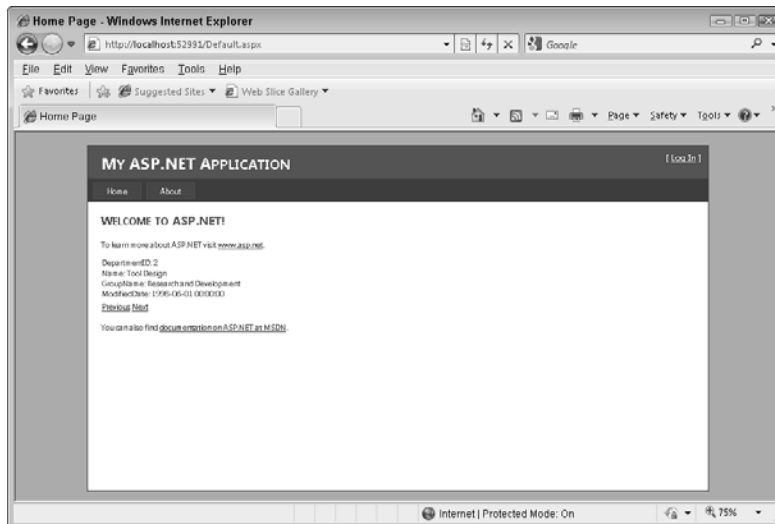 Home Page - Windows Internet Explorer
http://localhost:52991/Default.aspx
Google
File Edit View Favorites Tools Help
Favorites Suggested Sites Web Slice Gallery
Home Page
Page Safety Tools
MY ASP.NET APPLICATION
[ Log In ]
Home About
WELCOME TO ASP.NET!
To learn more about ASP.NET visit www.asp.net.
DepartmentID: 2
Name: Tool Design
GroupName: Research and Development
ModifiedDate: 1998-06-01 00:00:00
Previous Next
You can also find documentation on ASP.NET at MSDN.
Internet | Protected Mode: On
75%